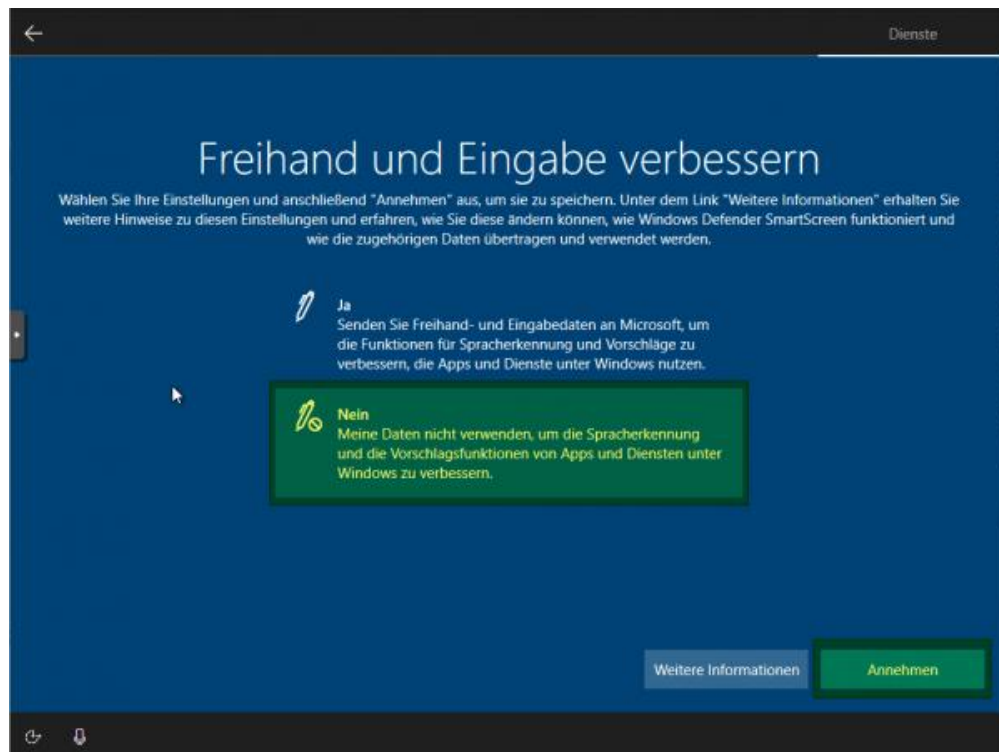 Dienste
Freihand und Eingabe verbessern
Wählen Sie Ihre Einstellungen und anschließend "Annehmen" aus, um sie zu speichern. Unter dem Link "Weitere Informationen" erhalten Sie
weitere Hinweise zu diesen Einstellungen und erfahren, wie Sie diese ändern können, wie Windows Defender SmartScreen funktioniert und
wie die zugehörigen Daten übertragen und verwendet werden.
Ja
Senden Sie Freihand- und Eingabedaten an Microsoft, um
die Funktionen für Spracherkennung und Vorschläge zu
verbessern, die Apps und Dienste unter Windows nutzen.
Nein
Meine Daten nicht verwenden, um die Spracherkennung
und die Vorschlagsfunktionen von Apps und Diensten unter
Windows zu verbessern.
Weitere Informationen
Annehmen